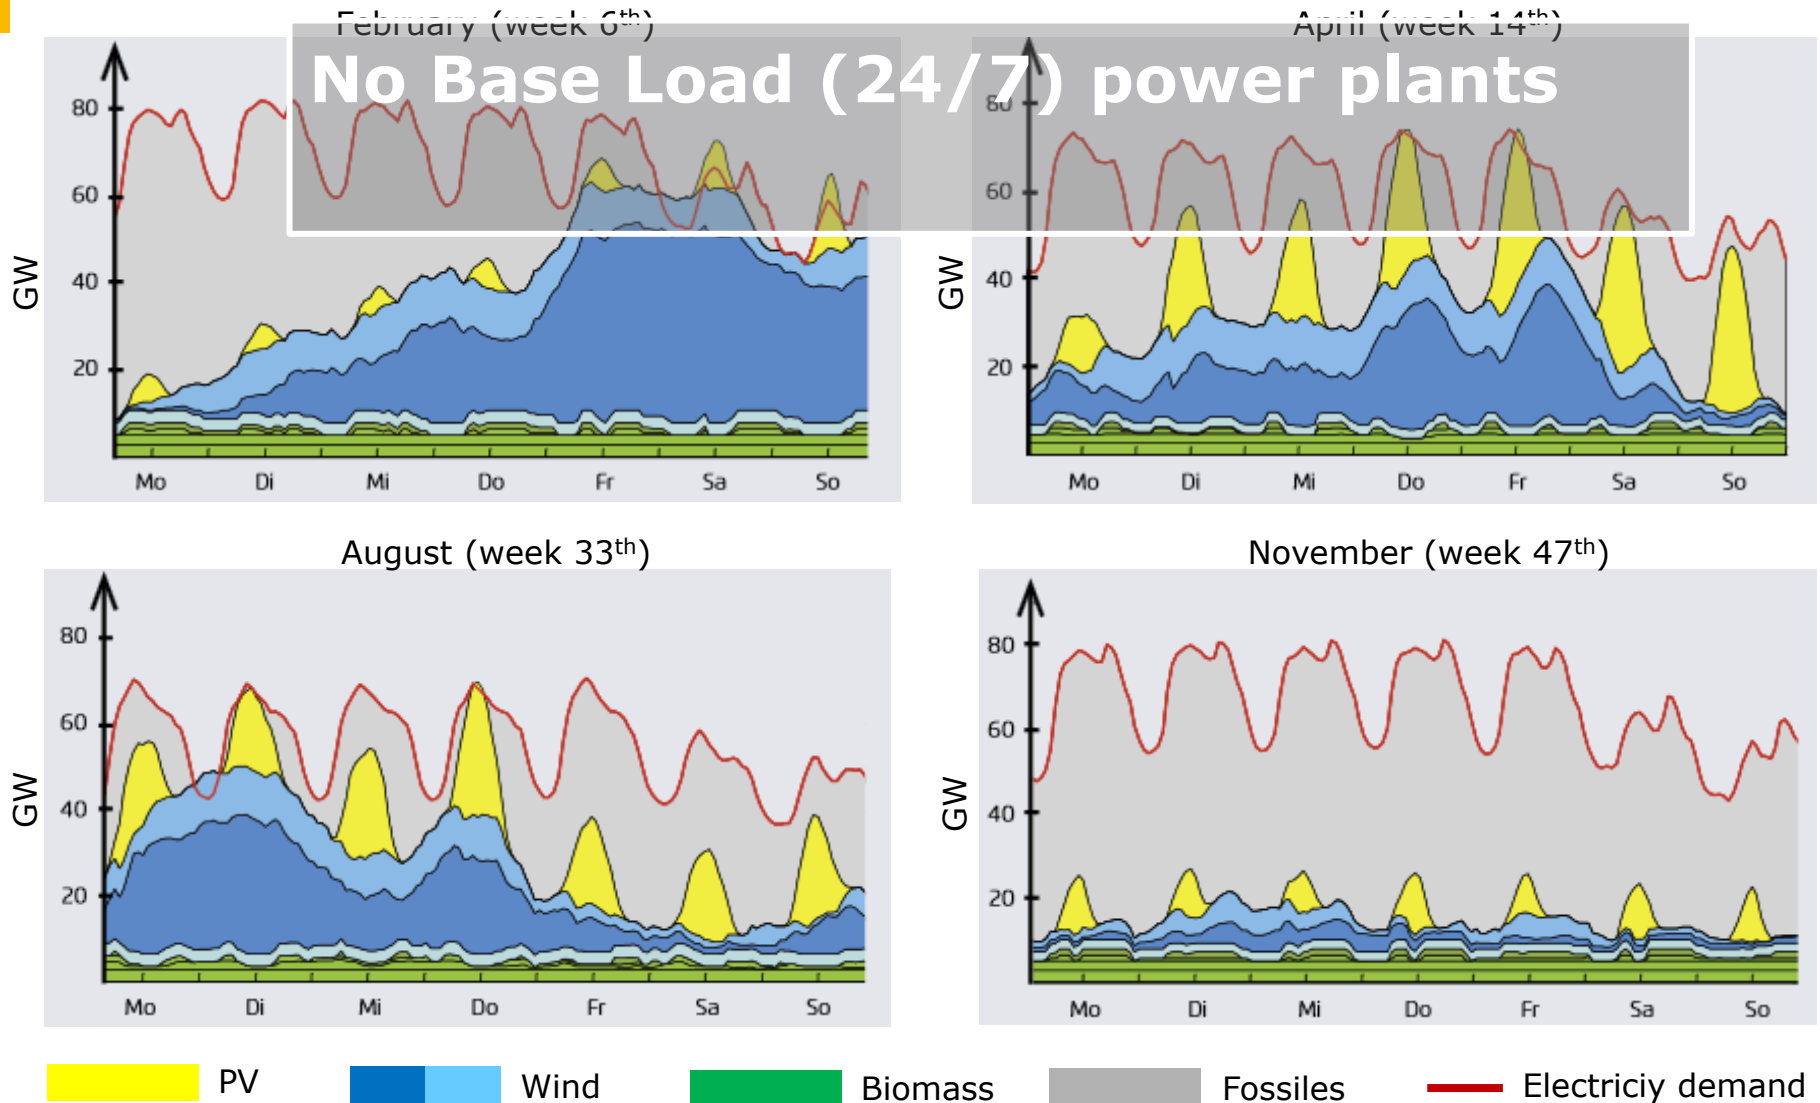 February (week 6th)
April (week 14th)
No Base Load (24/7) power plants
GW
80
60
40
20
Mo Di Mi Do Fr Sa So
GW
80
60
40
20
Mo Di Mi Do Fr Sa So
August (week 33th)
November (week 47th)
GW
80
60
40
20
Mo Di Mi Do Fr Sa So
GW
80
60
40
20
Mo Di Mi Do Fr Sa So
PV Wind Biomass Fossiles Electriciy demand